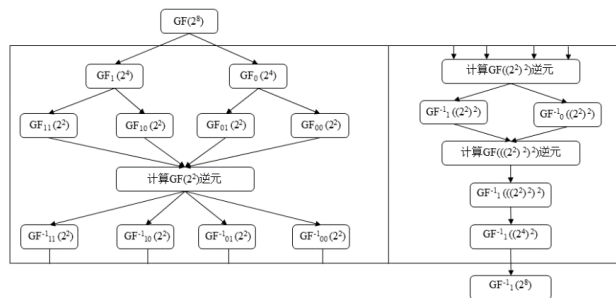 GF(2⁸)
GF₁(2⁴) GF₀(2⁴)
GF₁₁(2²) GF₁₀(2²) GF₀₁(2²) GF₀₀(2²)
计算GF(2²)逆元
GF⁻¹₁₁(2²) GF⁻¹₁₀(2²) GF⁻¹₀₁(2²) GF⁻¹₀₀(2²)
计算GF((2²)²)逆元
GF⁻¹₁((2²)²) GF⁻¹₀((2²)²)
计算GF(((2²)²)²)逆元
GF⁻¹₁(((2²)²)²)
GF⁻¹₁((2⁴)²)
GF⁻¹₁(2⁸)